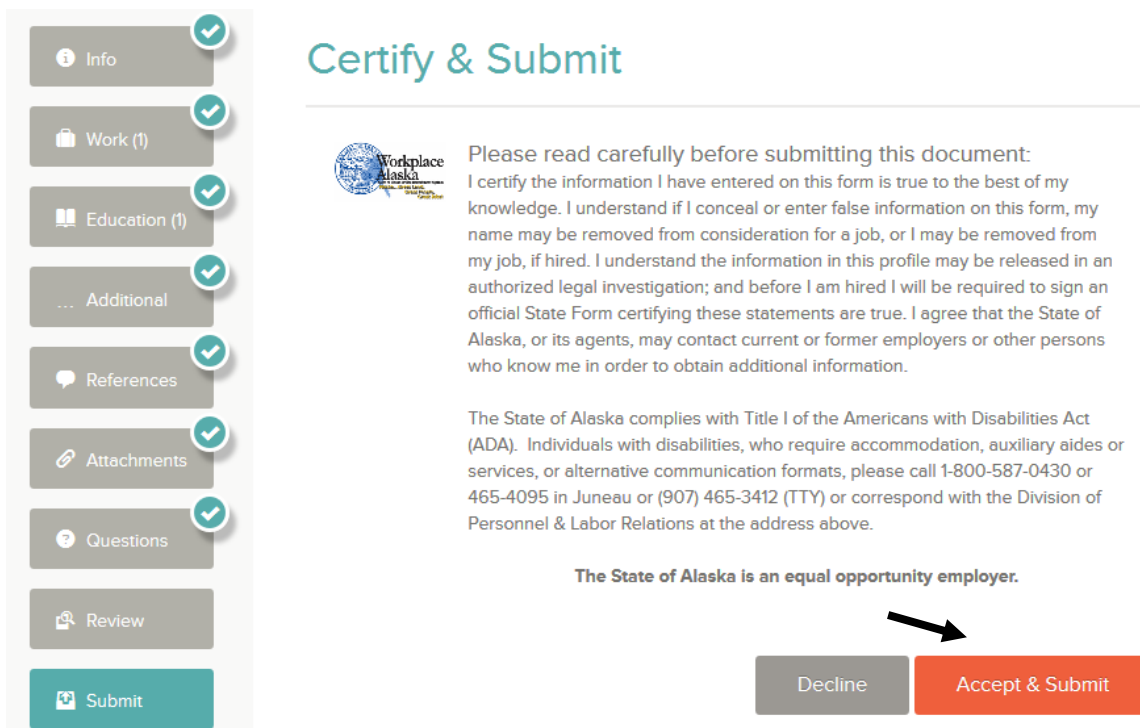 Info
Work (1)
Education (1)
... Additional
References
Attachments
Questions
Review
Submit
Certify & Submit
Workplace
Alaska
Please read carefully before submitting this document:
I certify the information I have entered on this form is true to the best of my
knowledge. I understand if I conceal or enter false information on this form, my
name may be removed from consideration for a job, or I may be removed from
my job, if hired. I understand the information in this profile may be released in an
authorized legal investigation; and before I am hired I will be required to sign an
official State Form certifying these statements are true. I agree that the State of
Alaska, or its agents, may contact current or former employers or other persons
who know me in order to obtain additional information.
The State of Alaska complies with Title I of the Americans with Disabilities Act
(ADA).  Individuals with disabilities, who require accommodation, auxiliary aides or
services, or alternative communication formats, please call 1-800-587-0430 or
465-4095 in Juneau or (907) 465-3412 (TTY) or correspond with the Division of
Personnel & Labor Relations at the address above.
The State of Alaska is an equal opportunity employer.
Decline
Accept & Submit